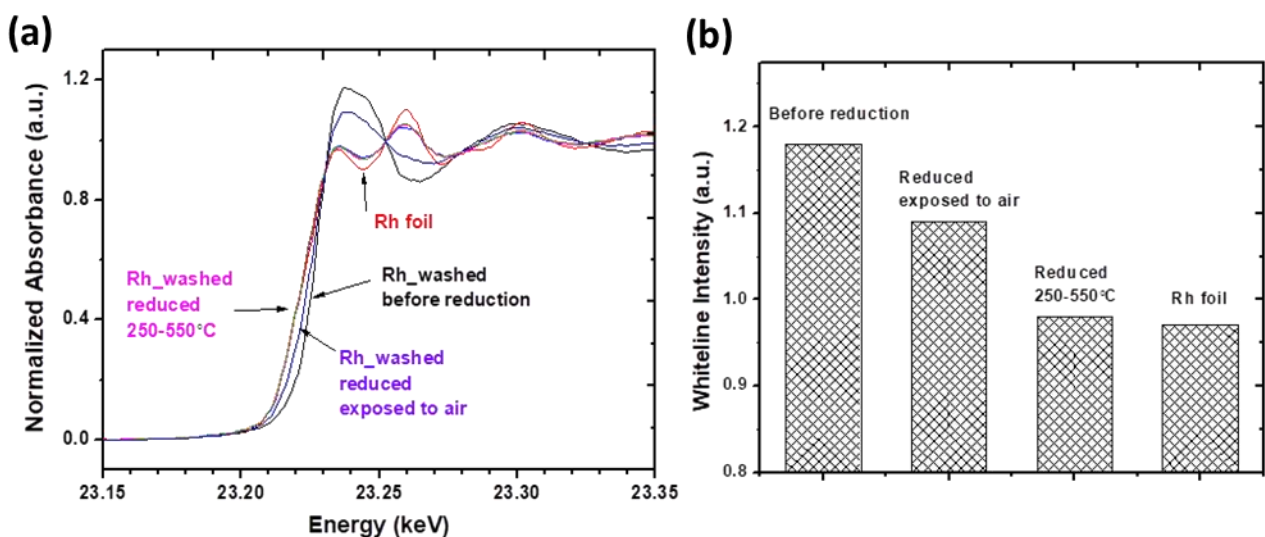 (a)
Normalized Absorbance (a.u.)
1.2
0.8
0.4
0.0
Rh foil
Rh_washed
reduced
250-550°C
Rh_washed
before reduction
Rh_washed
reduced
exposed to air
23.15
23.20
23.25
23.30
23.35
Energy (keV)
(b)
Whiteline Intensity (a.u.)
1.2
1.1
1.0
0.9
0.8
Before reduction
Reduced
exposed to air
Reduced
250-550°C
Rh foil